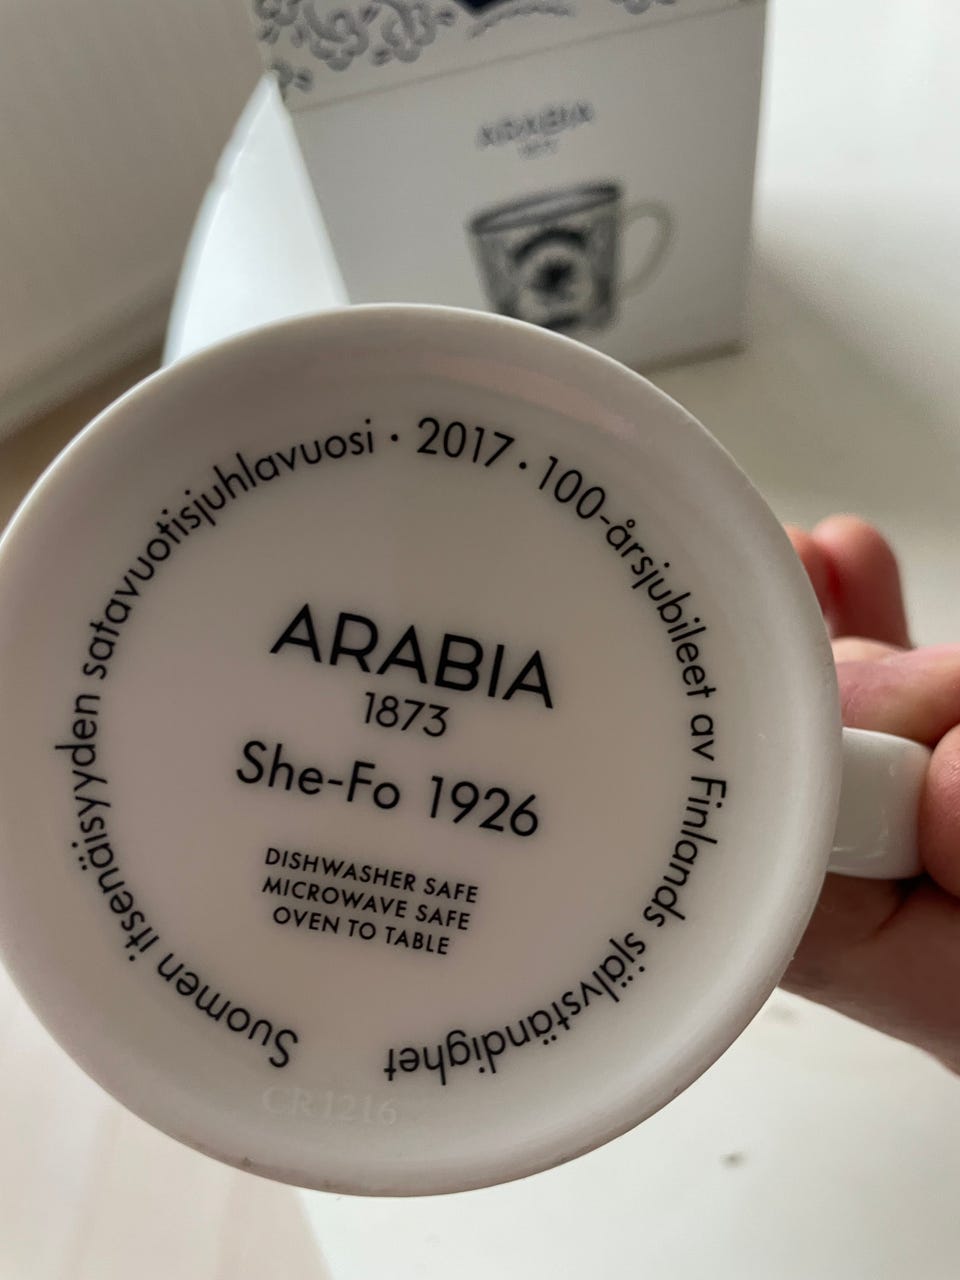 ARABIA
Suomen itsenäisyyden satavuotisjuhlavuosi · 2017 · 100-årsjubileet av Finlands självständighet
ARABIA
1873
She-Fo 1926
DISHWASHER SAFE
MICROWAVE SAFE
OVEN TO TABLE
CR1216